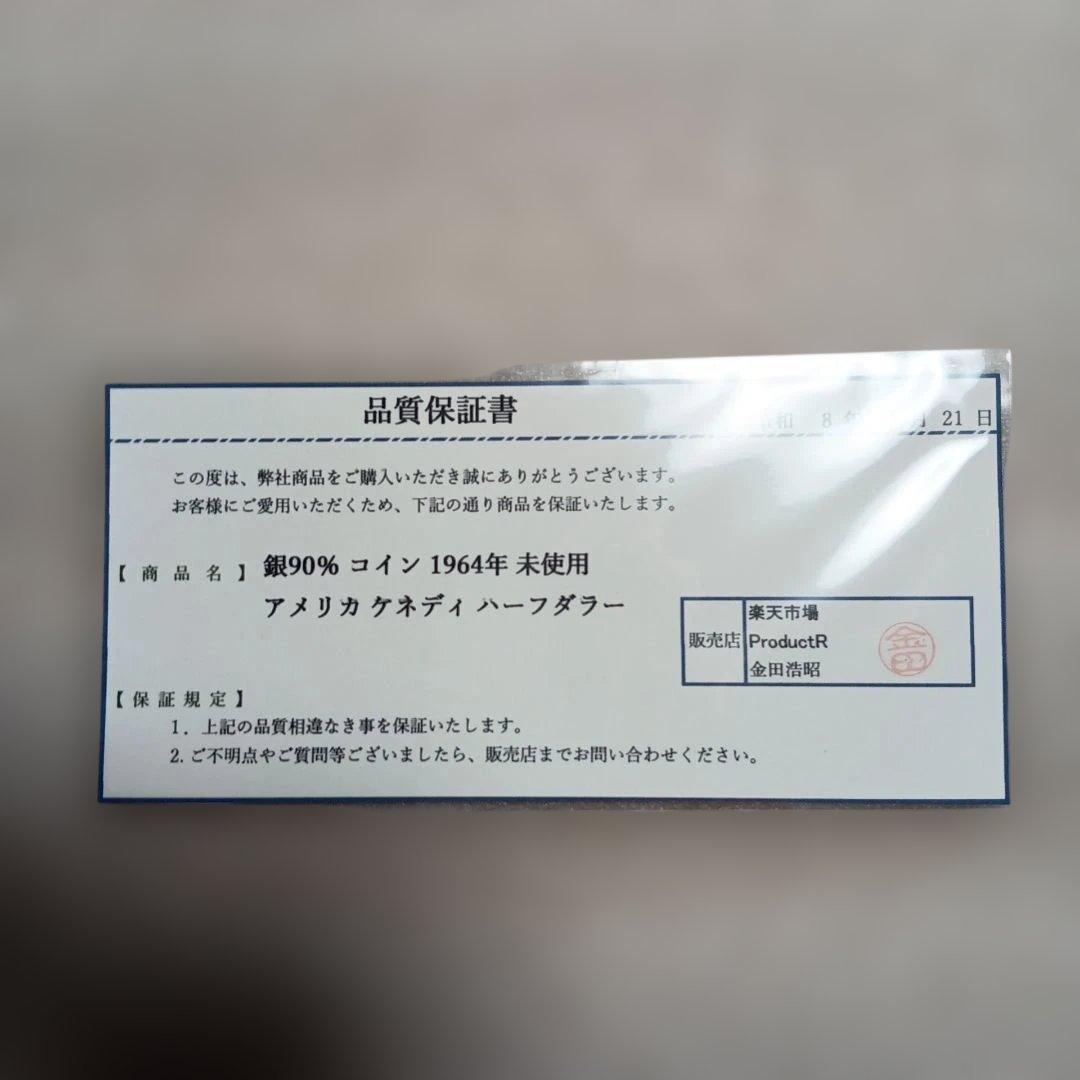 品質保証書
和 8 年 月 21 日
この度は、弊社商品をご購入いただき誠にありがとうございます。
お客様にご愛用いただくため、下記の通り商品を保証いたします。
【 商 品 名 】 銀90% コイン 1964年 未使用
アメリカ ケネディ ハーフダラー
販売店
楽天市場
ProductR
金田浩昭
金田
【 保 証 規 定 】
1. 上記の品質相違なき事を保証いたします。
2. ご不明点やご質問等ございましたら、販売店までお問い合わせください。